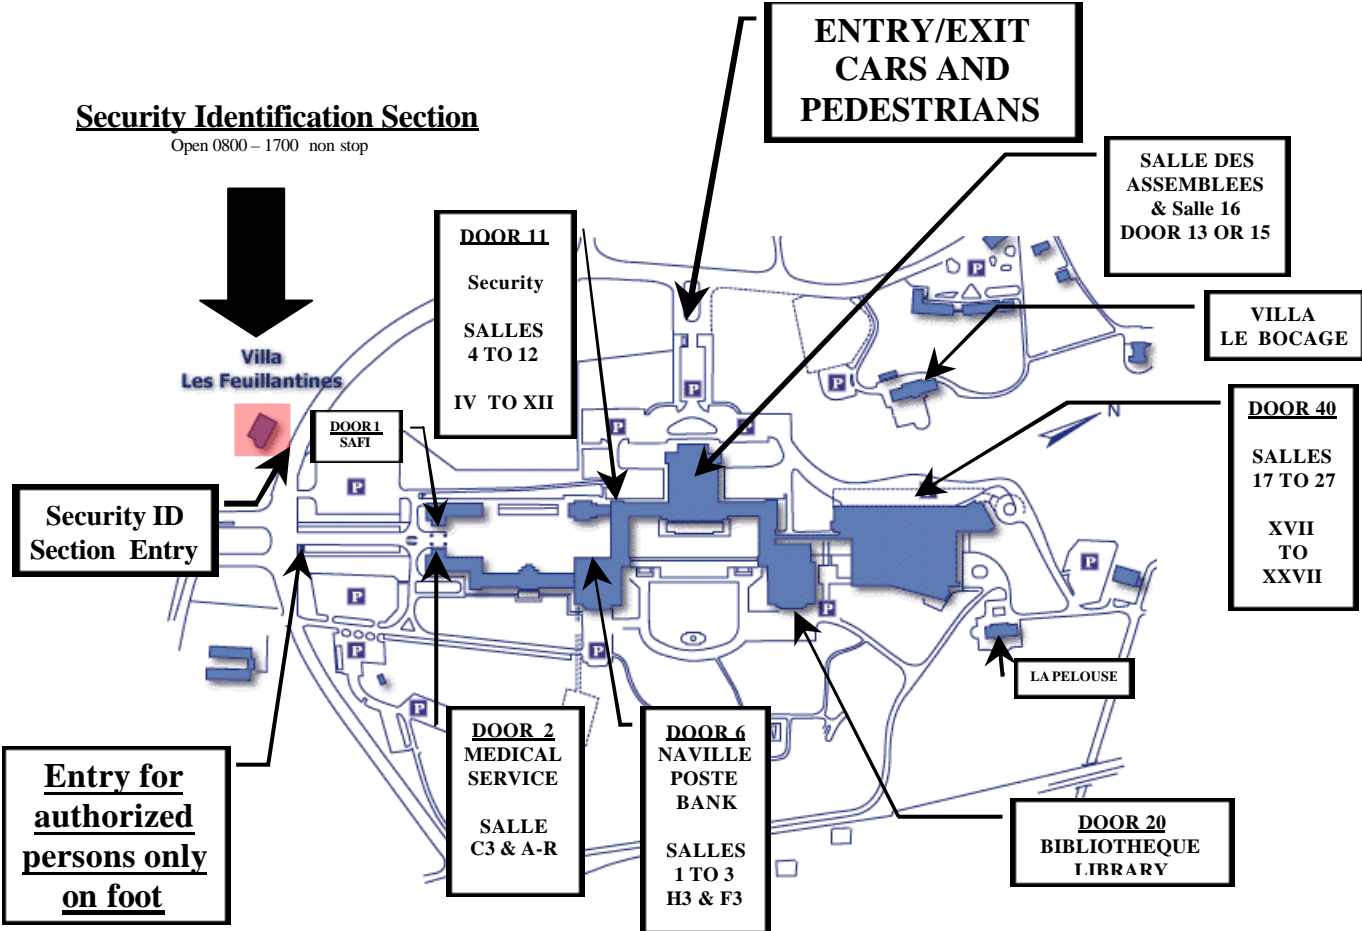 ENTRY/EXIT
CARS AND
PEDESTRIANS
Security Identification Section
Open 0800 – 1700 non stop
SALLE DES
ASSEMBLEES
& Salle 16
DOOR 13 OR 15
DOOR 11
Security
SALLES
4 TO 12
IV TO XII
VILLA
LE BOCAGE
Villa
Les Feuillantines
DOOR 1
SAFI
N
DOOR 40
SALLES
17 TO 27
XVII
TO
XXVII
Security ID
Section Entry
P
P
P
P
P
P
P
P
P
P
P
P
LA PELOUSE
Entry for
authorized
persons only
on foot
DOOR 2
MEDICAL
SERVICE
SALLE
C3 & A-R
DOOR 6
NAVILLE
POSTE
BANK
SALLES
1 TO 3
H3 & F3
DOOR 20
BIBLIOTHEQUE
LIBRARY